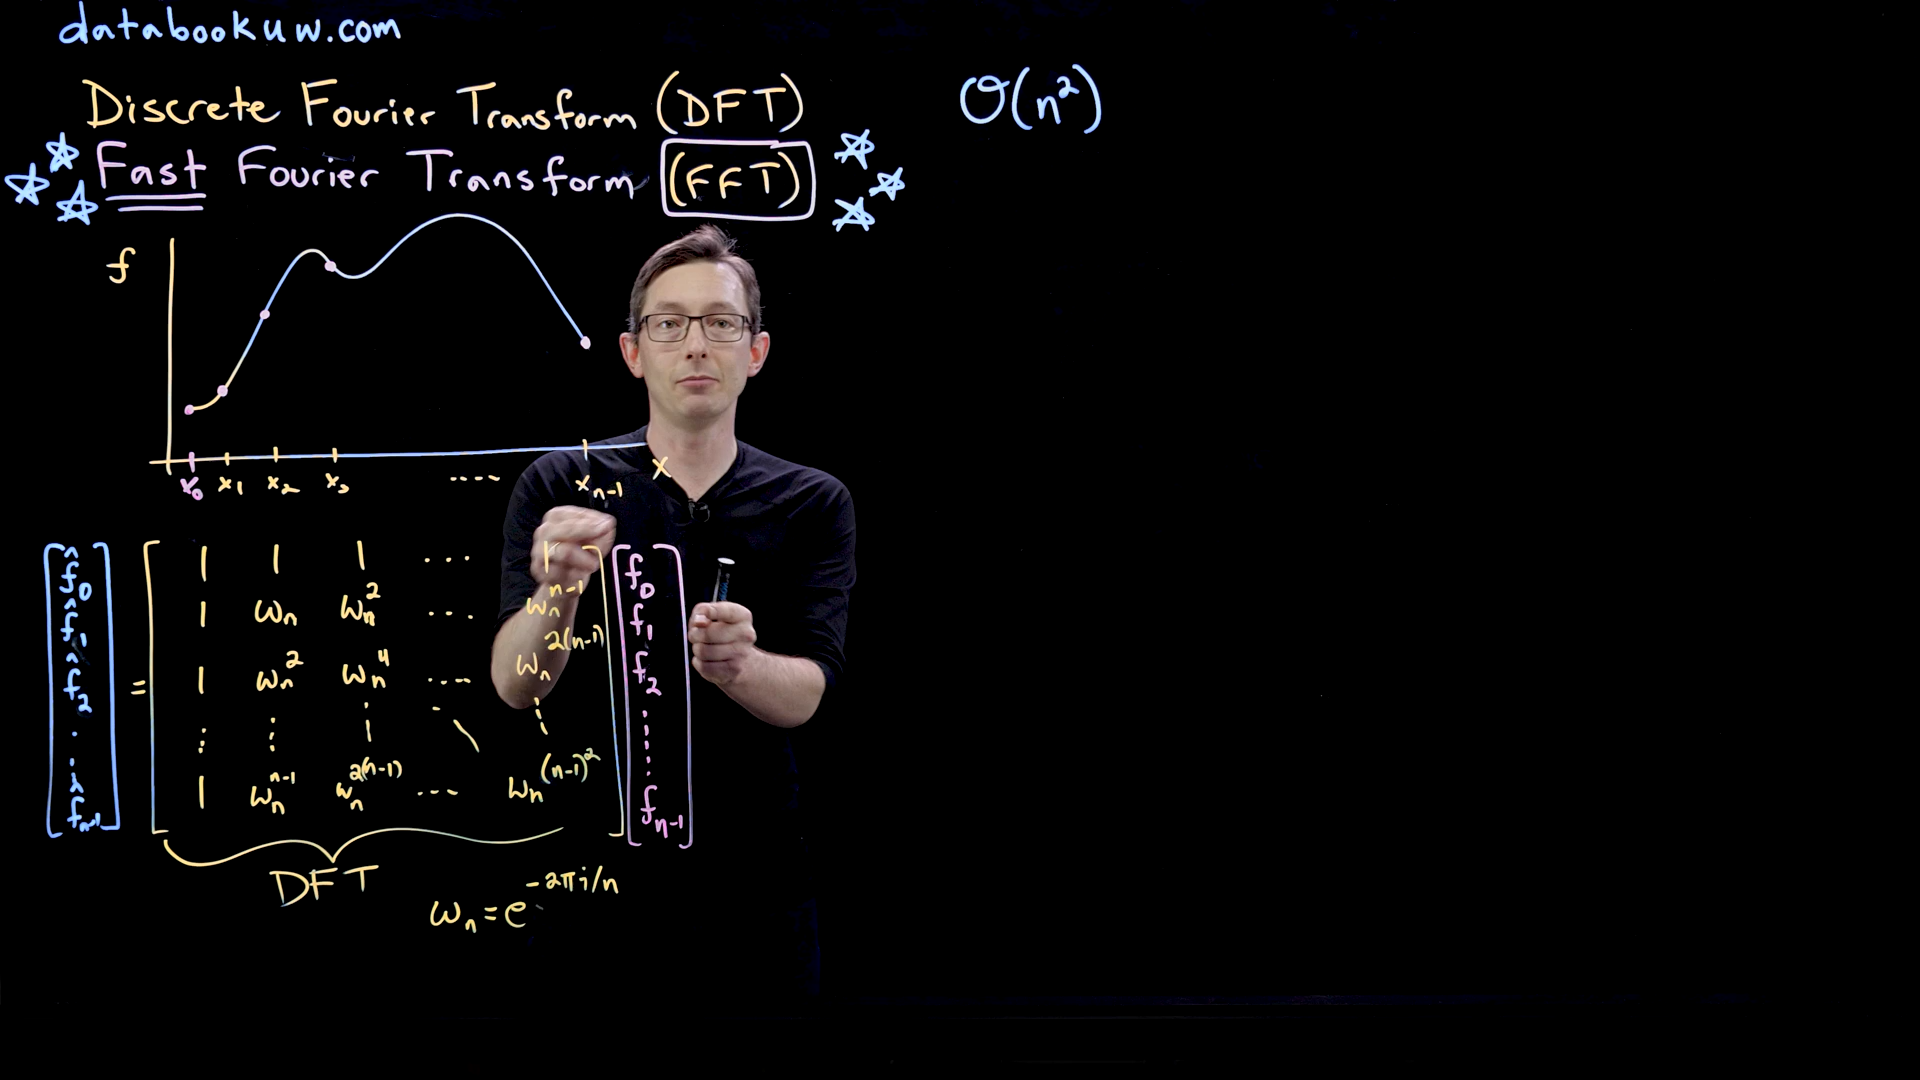 databookuw.com
Discrete Fourier Transform (DFT) O(n²)
Fast Fourier Transform (FFT)
f
x₀ x₁ x₂ x₃ .... xₙ₋₁ x
f̂₀ 1 1 1 ... 1 f₀
f̂₁ 1 ωₙ ωₙ² ... ωₙⁿ⁻¹ f₁
f̂₂ = 1 ωₙ² ωₙ⁴ .... ωₙ²⁽ⁿ⁻¹⁾ f₂
f̂ₙ₋₁ 1 ωₙⁿ⁻¹ ωₙ²⁽ⁿ⁻¹⁾ ... ωₙ^(n-1)² fₙ₋₁
DFT
ωₙ = e^-2πi/n